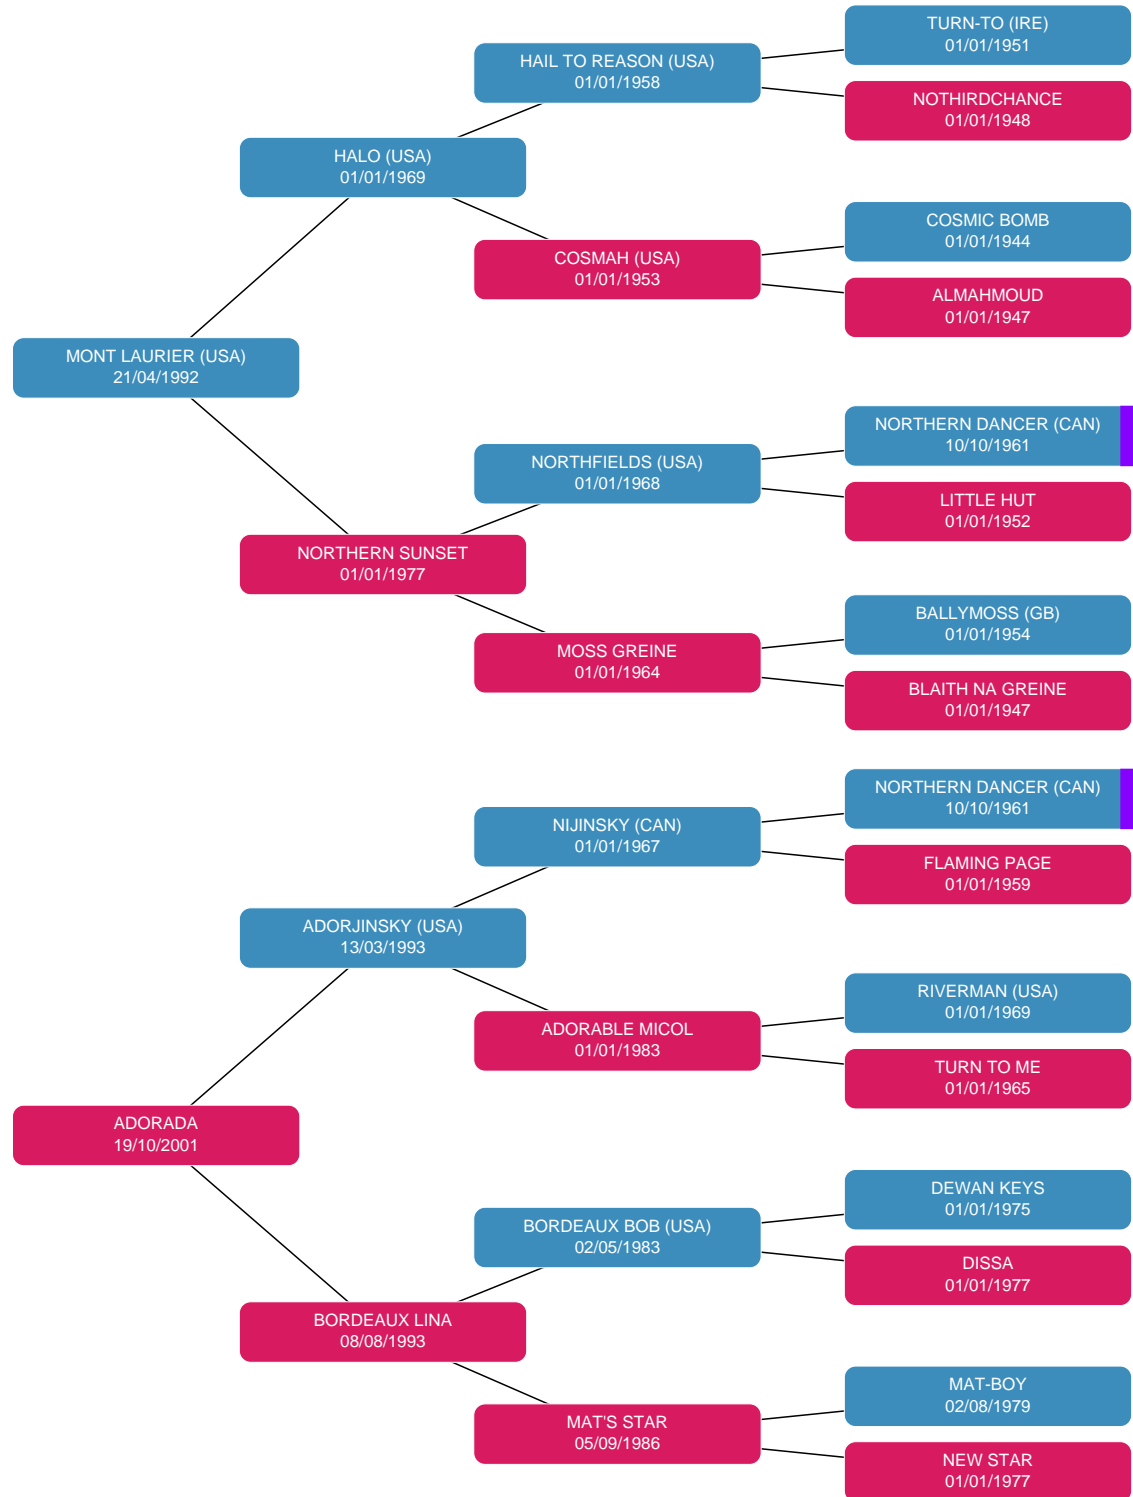 TURN-TO (IRE)
01/01/1951
HAIL TO REASON (USA)
01/01/1958
NOTHIRDCHANCE
01/01/1948
HALO (USA)
01/01/1969
COSMIC BOMB
01/01/1944
COSMAH (USA)
01/01/1953
ALMAHMOUD
01/01/1947
MONT LAURIER (USA)
21/04/1992
NORTHERN DANCER (CAN)
10/10/1961
NORTHFIELDS (USA)
01/01/1968
LITTLE HUT
01/01/1952
NORTHERN SUNSET
01/01/1977
BALLYMOSS (GB)
01/01/1954
MOSS GREINE
01/01/1964
BLAITH NA GREINE
01/01/1947
NORTHERN DANCER (CAN)
10/10/1961
NIJINSKY (CAN)
01/01/1967
FLAMING PAGE
01/01/1959
ADORJINSKY (USA)
13/03/1993
RIVERMAN (USA)
01/01/1969
ADORABLE MICOL
01/01/1983
TURN TO ME
01/01/1965
ADORADA
19/10/2001
DEWAN KEYS
01/01/1975
BORDEAUX BOB (USA)
02/05/1983
DISSA
01/01/1977
BORDEAUX LINA
08/08/1993
MAT-BOY
02/08/1979
MAT'S STAR
05/09/1986
NEW STAR
01/01/1977